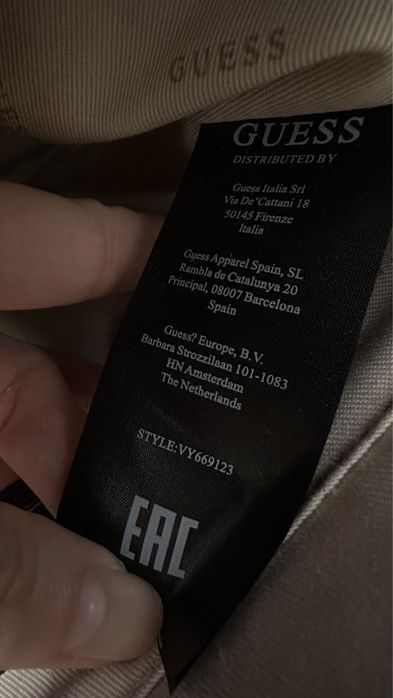 GUESS
GUESS
DISTRIBUTED BY
Guess Italia Srl
Via De'Cattani 18
50145 Firenze
Italia
Guess Apparel Spain, SL
Rambla de Catalunya 20
Principal, 08007 Barcelona
Spain
Guess? Europe, B.V.
Barbara Strozzilaan 101-1083
HN Amsterdam
The Netherlands
STYLE:VY669123
EAC